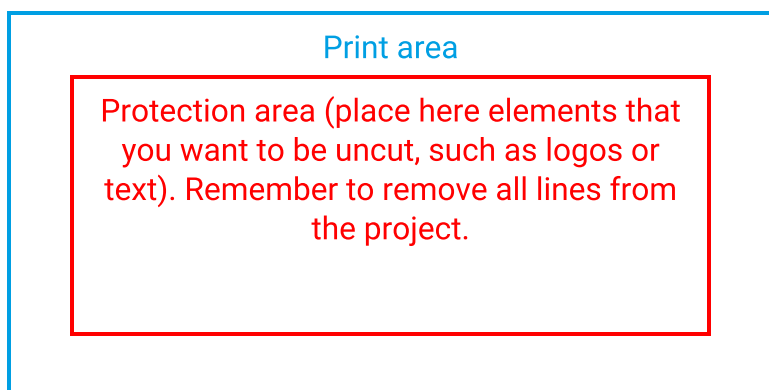 Print area
Protection area (place here elements that
you want to be uncut, such as logos or
text). Remember to remove all lines from
the project.